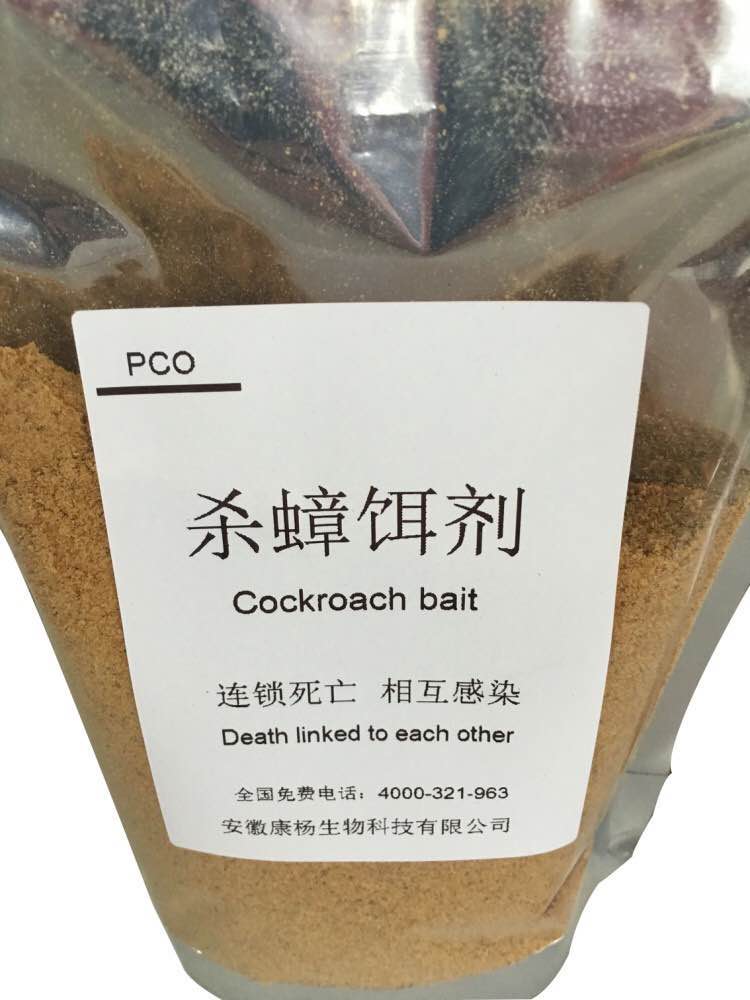 PCO
杀蟑饵剂
Cockroach bait
连锁死亡 相互感染
Death linked to each other
全国免费电话：4000-321-963
安徽康杨生物科技有限公司